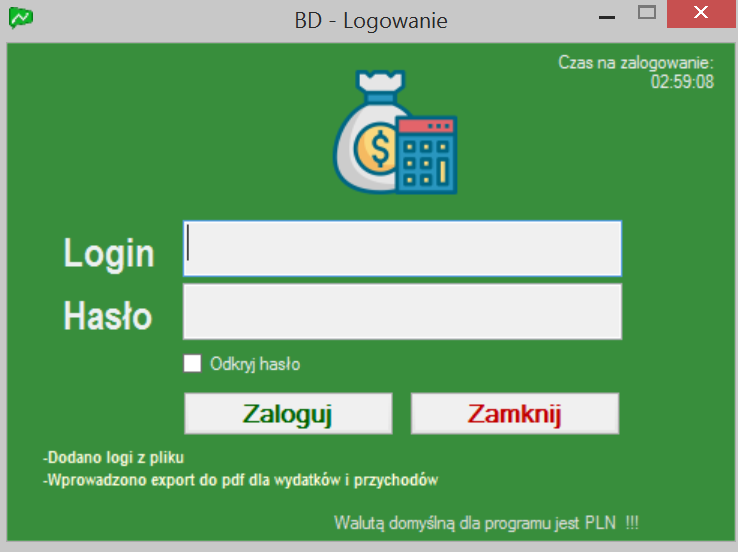 BD - Logowanie
Czas na zalogowanie:
02:59:08
$
Login
Hasło
Odkryj hasło
Zaloguj
Zamknij
-Dodano logi z pliku
-Wprowadzono export do pdf dla wydatków i przychodów
Walutą domyślną dla programu jest PLN !!!